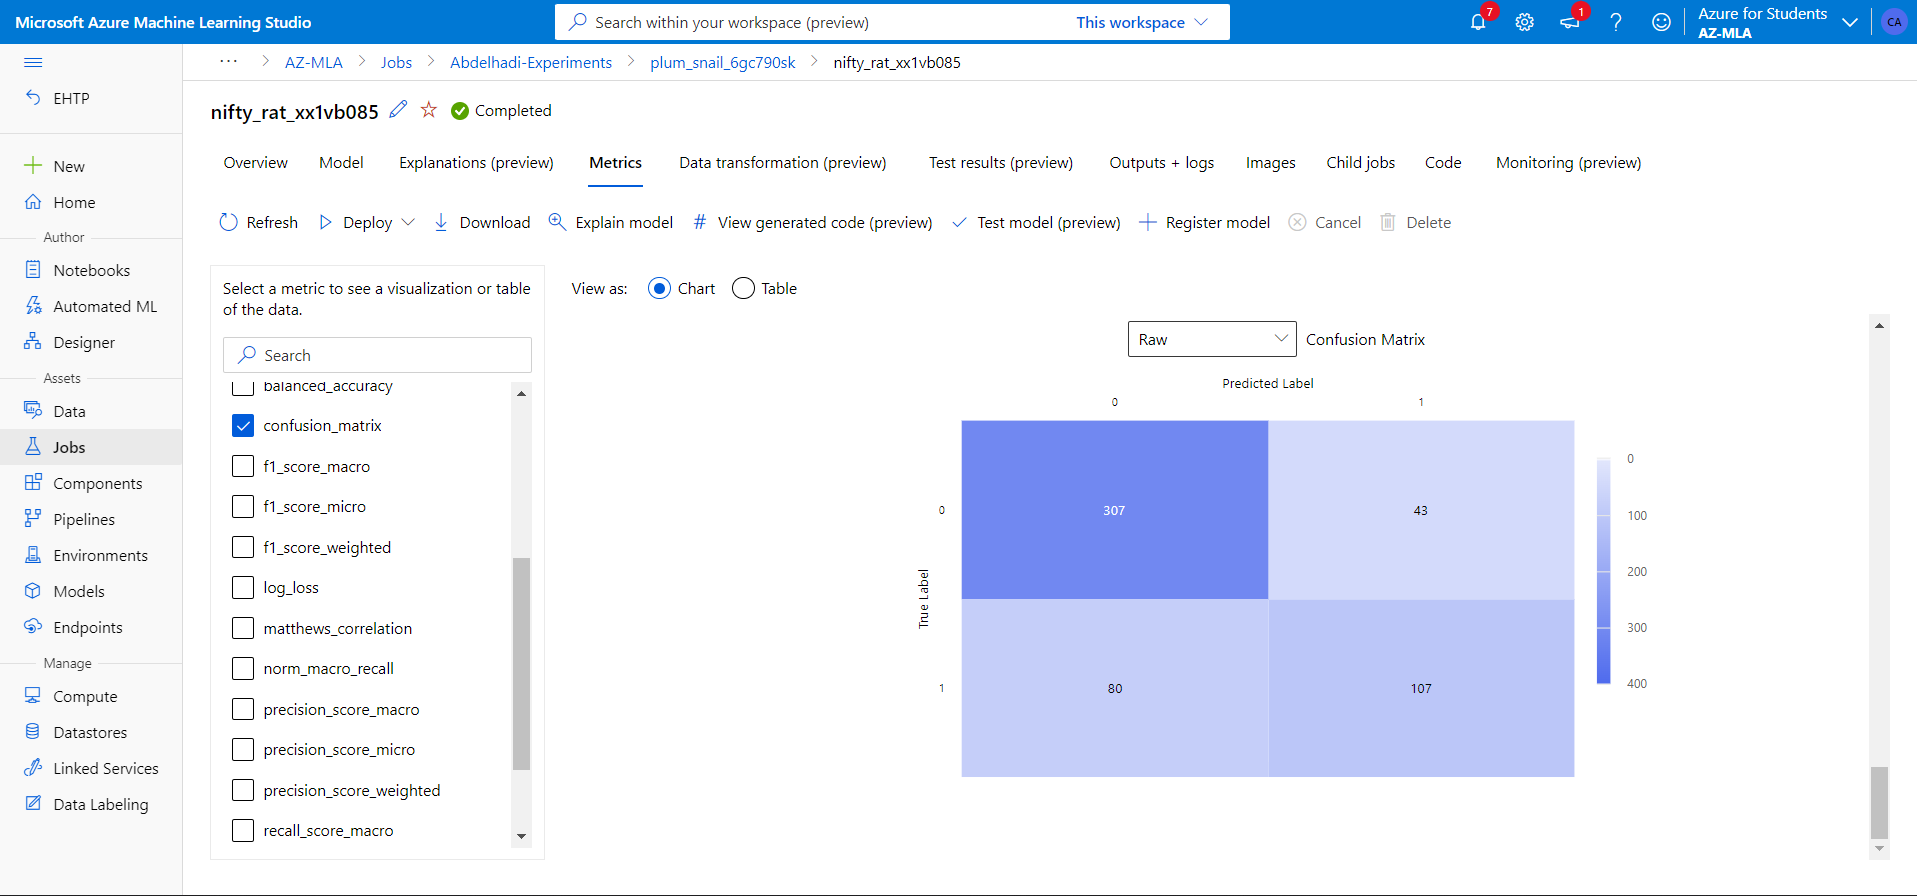 Microsoft Azure Machine Learning Studio
Search within your workspace (preview)
This workspace
7
1
?
Azure for Students
AZ-MLA
CA
... > AZ-MLA > Jobs > Abdelhadi-Experiments > plum_snail_6gc790sk > nifty_rat_xx1vb085
EHTP
New
Home
Author
Notebooks
Automated ML
Designer
Assets
Data
Jobs
Components
Pipelines
Environments
Models
Endpoints
Manage
Compute
Datastores
Linked Services
Data Labeling
nifty_rat_xx1vb085
Completed
Overview
Model
Explanations (preview)
Metrics
Data transformation (preview)
Test results (preview)
Outputs + logs
Images
Child jobs
Code
Monitoring (preview)
Refresh
Deploy
Download
Explain model
# View generated code (preview)
Test model (preview)
Register model
Cancel
Delete
Select a metric to see a visualization or table
of the data.
Search
balanced_accuracy
confusion_matrix
f1_score_macro
f1_score_micro
f1_score_weighted
log_loss
matthews_correlation
norm_macro_recall
precision_score_macro
precision_score_micro
precision_score_weighted
recall_score_macro
View as:
Chart
Table
Raw
Confusion Matrix
Predicted Label
0
1
True Label
0
307
43
1
80
107
0
100
200
300
400